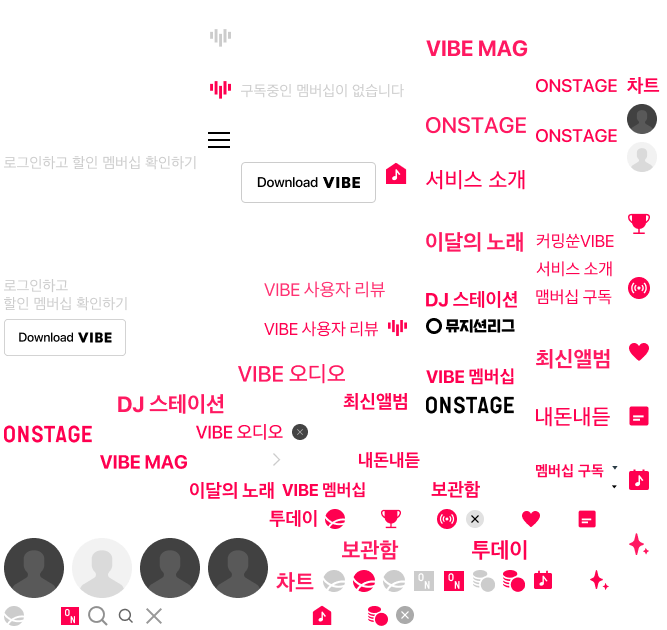 VIBE MAG
ONSTAGE 차트
구독중인 멤버십이 없습니다
ONSTAGE
ONSTAGE
로그인하고 할인 멤버십 확인하기
Download VIBE
서비스 소개
이달의 노래
커밍쑨VIBE
서비스 소개
로그인하고
할인 멤버십 확인하기
VIBE 사용자 리뷰
맴버십 구독
DJ 스테이션
Download VIBE
VIBE 사용자 리뷰
뮤지션리그
최신앨범
VIBE 오디오
VIBE 멤버십
DJ 스테이션
최신앨범
ONSTAGE
내돈내듣
ONSTAGE
VIBE 오디오
VIBE MAG
내돈내듣
멤버십 구독
이달의 노래
VIBE 멤버십
보관함
투데이
보관함
투데이
차트
ON
ON
ON